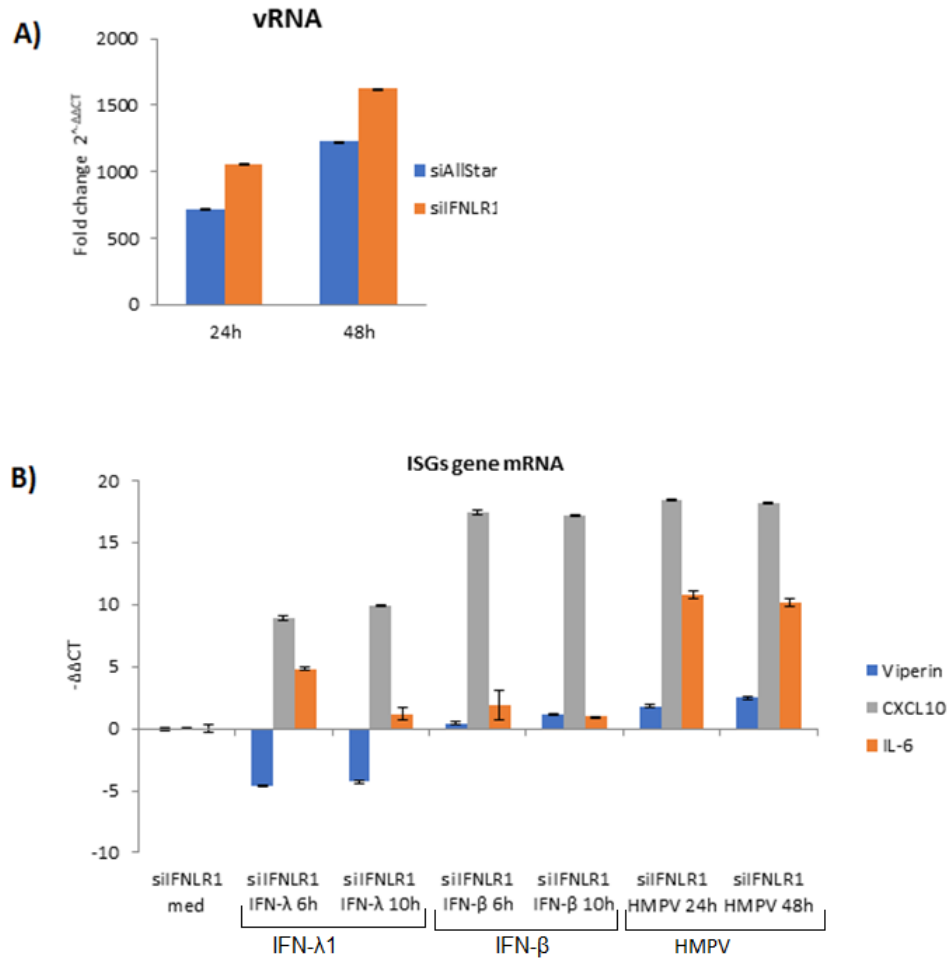 A)
vRNA
Fold change 2^-ΔΔCT
2000
1500
1000
500
0
24h
48h
siAllStar
siIFNLR1
B)
ISGs gene mRNA
-ΔΔCT
20
15
10
5
0
-5
-10
Viperin
CXCL10
IL-6
siIFNLR1 siIFNLR1 siIFNLR1 siIFNLR1 siIFNLR1 siIFNLR1 siIFNLR1
med IFN-λ 6h IFN-λ 10h IFN-β 6h IFN-β 10h HMPV 24h HMPV 48h
IFN-λ1 IFN-β HMPV